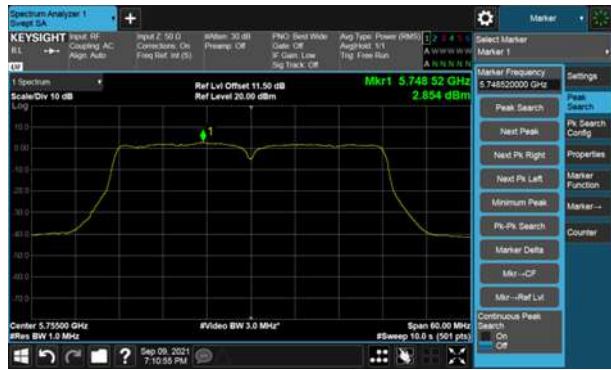 Spectrum Analyzer 1
Swept SA
+
Marker
KEYSIGHT Input: RF Input Z: 50 Ω #Atten: 30 dB PNO: Best Wide Avg Type: Power (RMS) 1 2 3 4 5 6
RL Coupling: AC Corrections: On Preamp: Off Gate: Off Avg|Hold: 1/1 A W W W W W
Align: Auto Freq Ref: Int (S) IF Gain: Low Trig: Free Run
Sig Track: Off A N N N N N
Select Marker
Marker 1
1 Spectrum
Scale/Div 10 dB
Ref Lvl Offset 11.50 dB
Ref Level 20.00 dBm
Mkr1 5.748 52 GHz
2.854 dBm
Log
10.0
0.00
1
Marker Frequency
5.748520000 GHz
Peak Search
Next Peak
Next Pk Right
Next Pk Left
Minimum Peak
Pk-Pk Search
Marker Delta
Mkr→CF
Mkr→Ref Lvl
Continuous Peak
Search
On
Off
Settings
Peak
Search
Pk Search
Config
Properties
Marker
Function
Marker→
Counter
Center 5.75500 GHz
#Res BW 1.0 MHz
#Video BW 3.0 MHz*
Span 60.00 MHz
#Sweep 10.0 s (501 pts)
?
Sep 09, 2021
7:10:55 PM